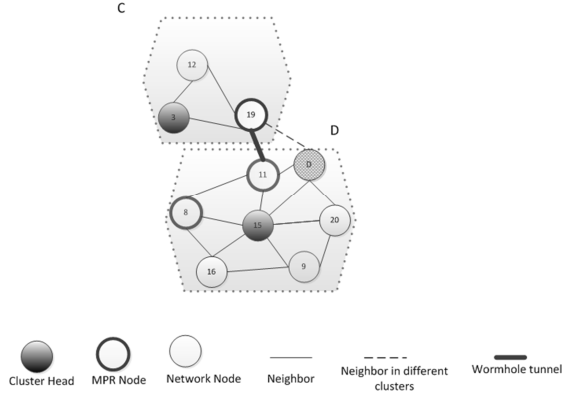 C
12
3
19
D
11
D
8
15
20
16
9
Cluster Head
MPR Node
Network Node
Neighbor
Neighbor in different
clusters
Wormhole tunnel